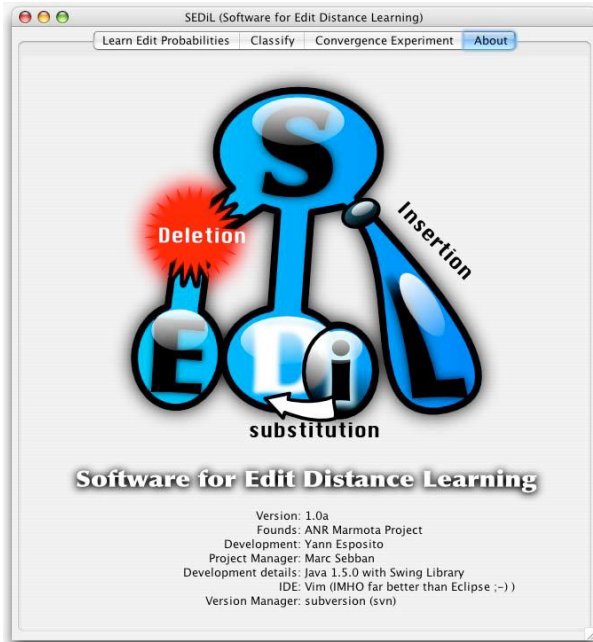 SEDiL (Software for Edit Distance Learning)
Learn Edit Probabilities Classify Convergence Experiment About
S
Insertion
Deletion
E Di L
substitution
Software for Edit Distance Learning
Version: 1.0a
Founds: ANR Marmota Project
Development: Yann Esposito
Project Manager: Marc Sebban
Development details: Java 1.5.0 with Swing Library
IDE: Vim (IMHO far better than Eclipse ;-) )
Version Manager: subversion (svn)